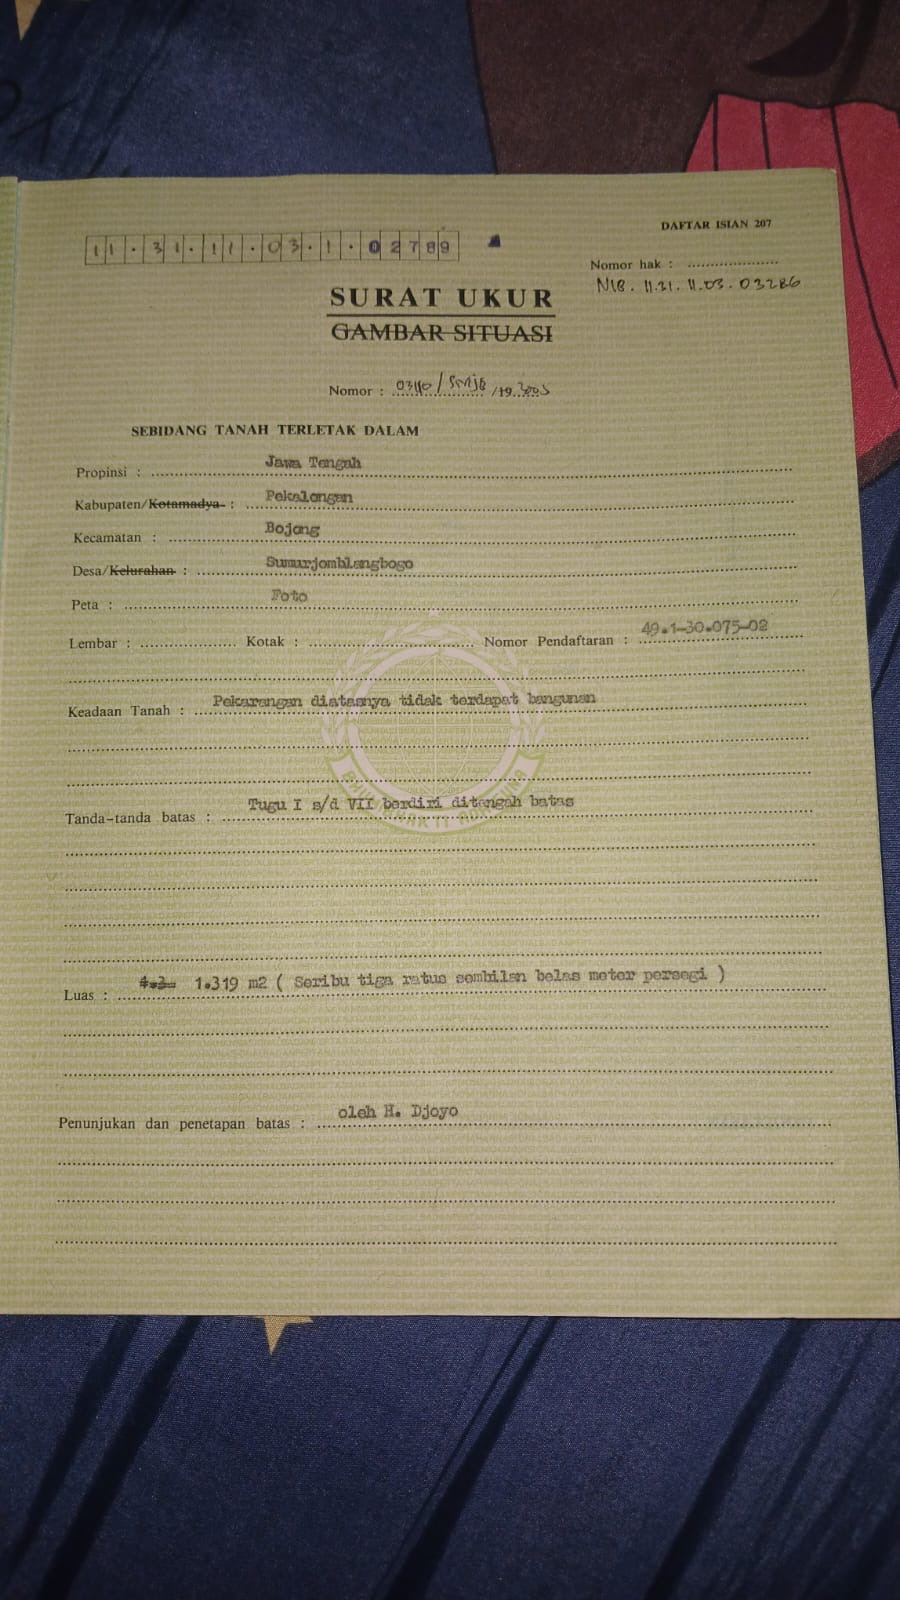 DAFTAR ISIAN 207
11.31.11.03.1.02789
Nomor hak : ....................
NIB. 11.31.11.03.03286
SURAT UKUR
GAMBAR SITUASI
Nomor : /19
SEBIDANG TANAH TERLETAK DALAM
Propinsi : Jawa Tengah
Kabupaten/Kotamadya : Pekalongan
Kecamatan : Bojong
Desa/Kelurahan : Sumurjomblangbogo
Peta : Foto
Lembar : .................... Kotak : .................... Nomor Pendaftaran : 49.1-30.075-02
Keadaan Tanah : Pekarangan diatasnya tidak terdapat bangunan
Tanda-tanda batas : Tugu I s/d VII berdiri ditengah batas
Luas : 1.319 m2 ( Seribu tiga ratus sembilan belas meter persegi )
Penunjukan dan penetapan batas : oleh H. Djoyo